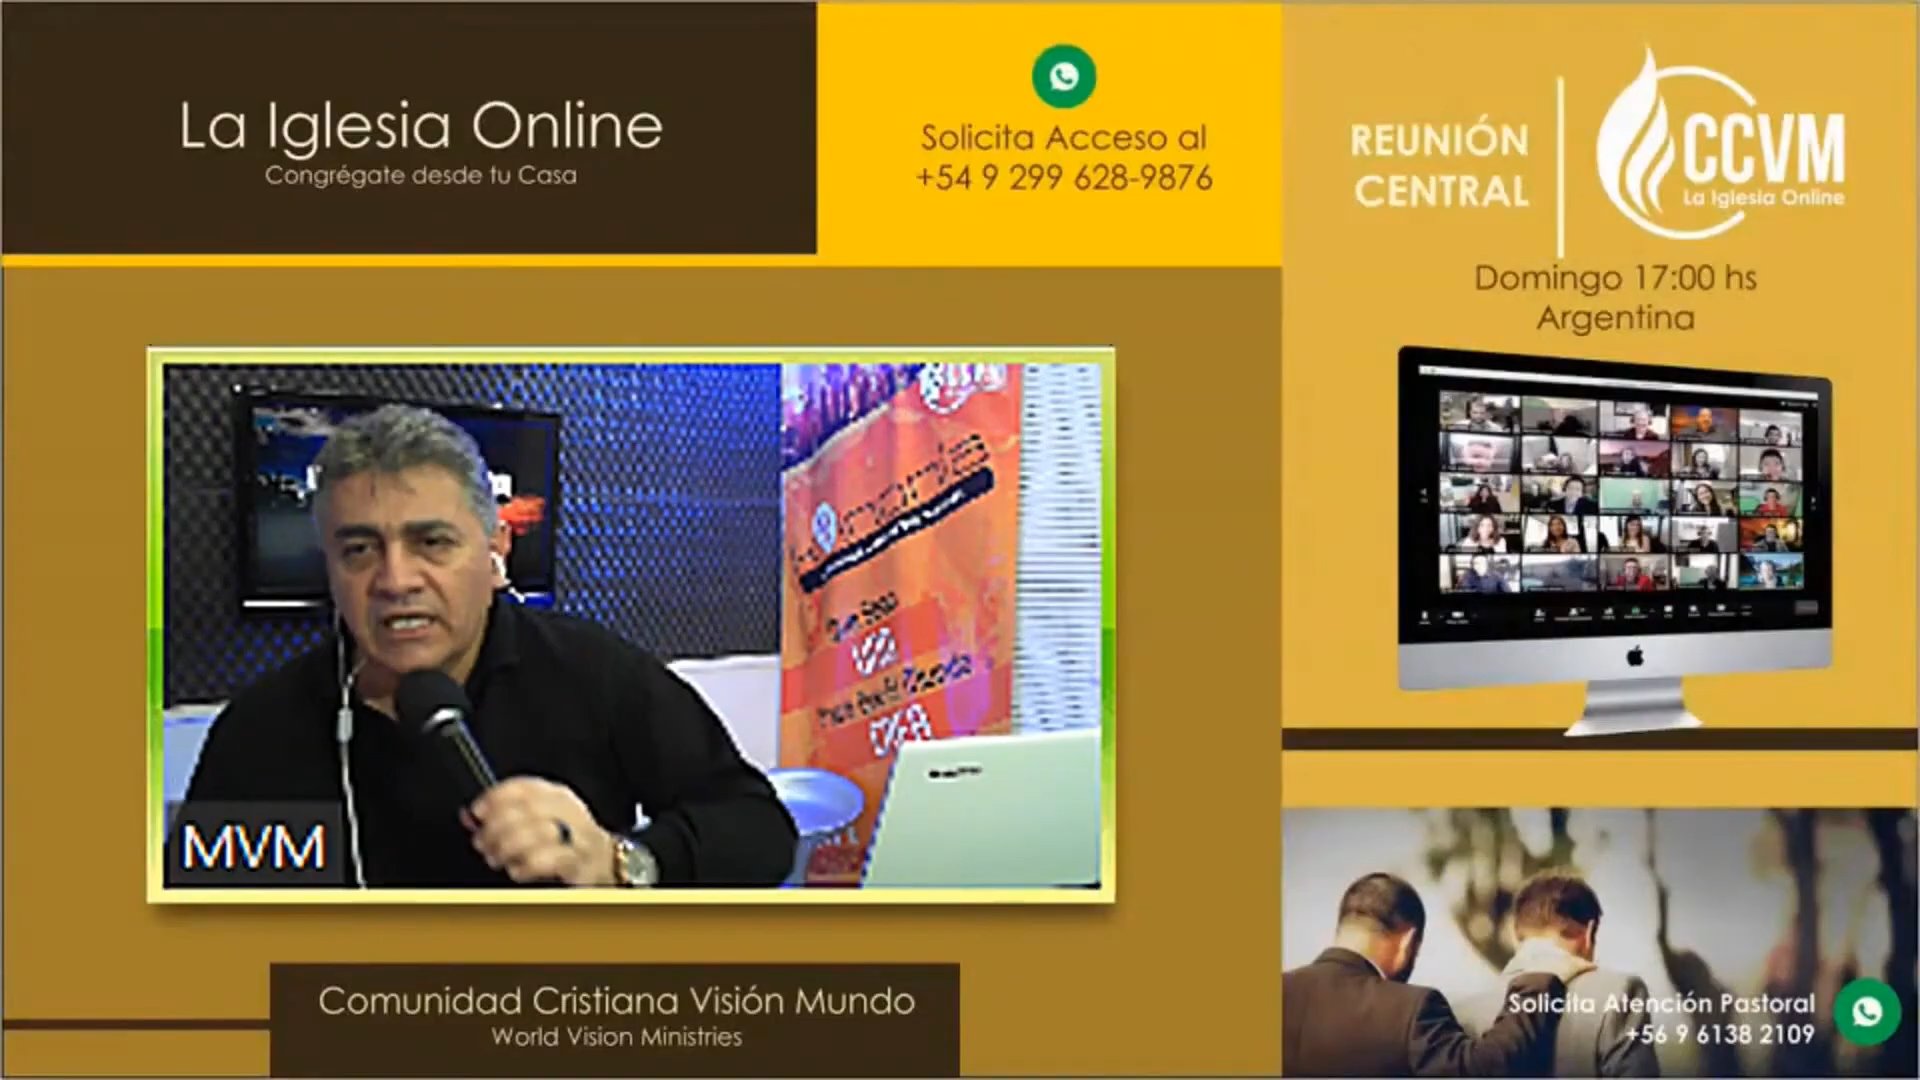 La Iglesia Online
Congrégate desde tu Casa
Solicita Acceso al
+54 9 299 628-9876
REUNIÓN
CENTRAL
CCVM
La Iglesia Online
Domingo 17:00 hs
Argentina
MVM
Comunidad Cristiana Visión Mundo
World Vision Ministries
Solicita Atención Pastoral
+56 9 6138 2109